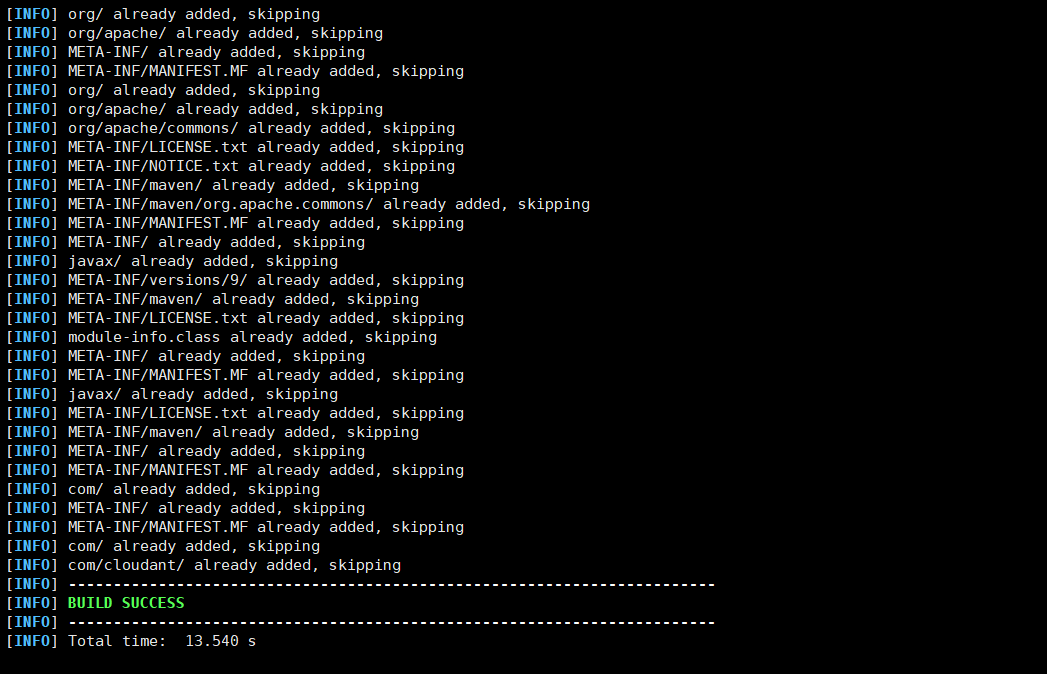 [INFO] org/ already added, skipping
[INFO] org/apache/ already added, skipping
[INFO] META-INF/ already added, skipping
[INFO] META-INF/MANIFEST.MF already added, skipping
[INFO] org/ already added, skipping
[INFO] org/apache/ already added, skipping
[INFO] org/apache/commons/ already added, skipping
[INFO] META-INF/LICENSE.txt already added, skipping
[INFO] META-INF/NOTICE.txt already added, skipping
[INFO] META-INF/maven/ already added, skipping
[INFO] META-INF/maven/org.apache.commons/ already added, skipping
[INFO] META-INF/MANIFEST.MF already added, skipping
[INFO] META-INF/ already added, skipping
[INFO] javax/ already added, skipping
[INFO] META-INF/versions/9/ already added, skipping
[INFO] META-INF/maven/ already added, skipping
[INFO] META-INF/LICENSE.txt already added, skipping
[INFO] module-info.class already added, skipping
[INFO] META-INF/ already added, skipping
[INFO] META-INF/MANIFEST.MF already added, skipping
[INFO] javax/ already added, skipping
[INFO] META-INF/LICENSE.txt already added, skipping
[INFO] META-INF/maven/ already added, skipping
[INFO] META-INF/ already added, skipping
[INFO] META-INF/MANIFEST.MF already added, skipping
[INFO] com/ already added, skipping
[INFO] META-INF/ already added, skipping
[INFO] META-INF/MANIFEST.MF already added, skipping
[INFO] com/ already added, skipping
[INFO] com/cloudant/ already added, skipping
[INFO] ------------------------------------------------------------------------
[INFO] BUILD SUCCESS
[INFO] ------------------------------------------------------------------------
[INFO] Total time:  13.540 s